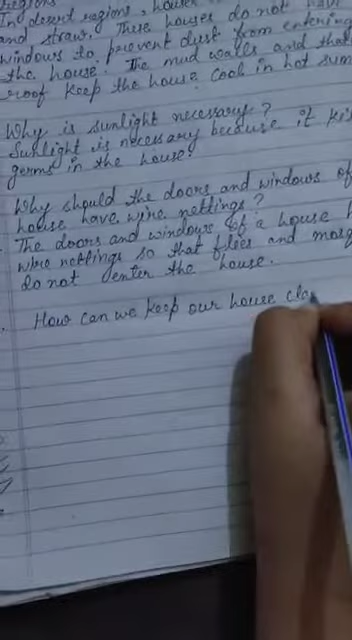 regions
In desert regions, houses
and straw. These houses do not have
windows to prevent dust from entering
the house. The mud walls and that
roof keep the house cool in hot sum
Why is sunlight necessary?
Sunlight is necessary because it ki
germs in the house.
Why should the doors and windows of
house have wire nettings?
The doors and windows of a house h
wire nettings so that flies and mosq
do not enter the house.
How can we keep our house clea